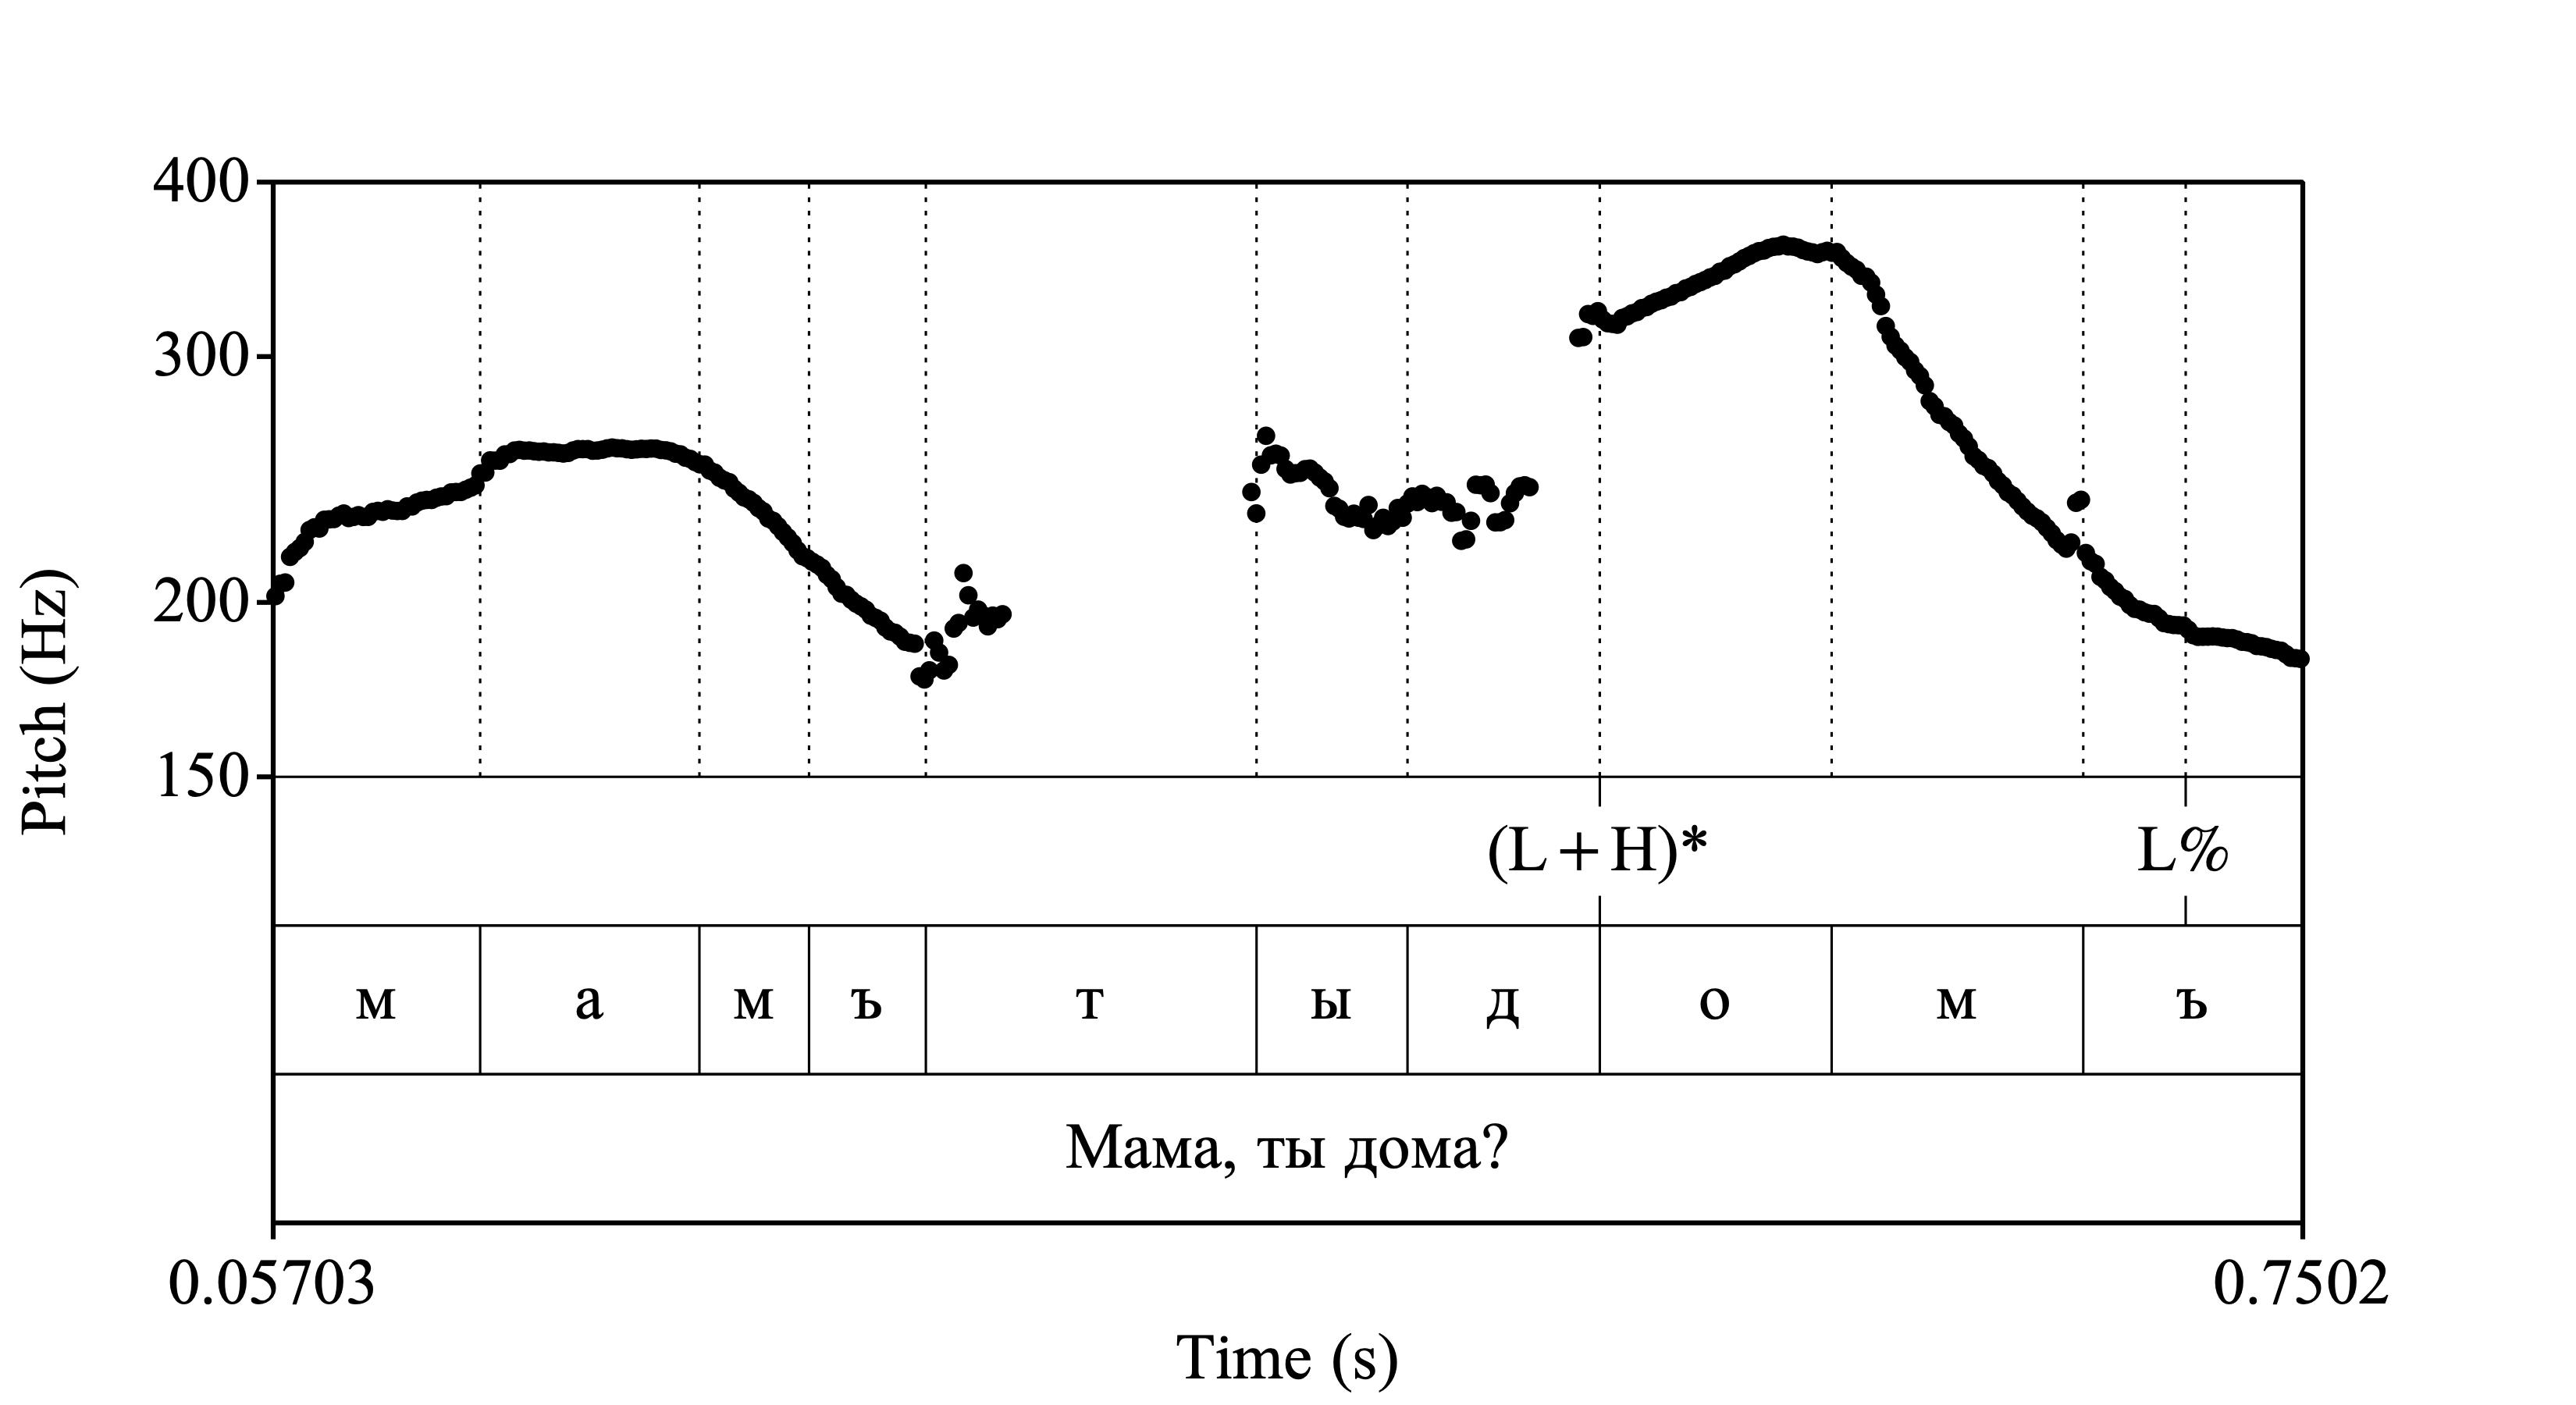 400
300
200
150
Pitch (Hz)
(L+H)* L%
м а м ъ т ы д о м ъ
Мама, ты дома?
0.05703 0.7502
Time (s)